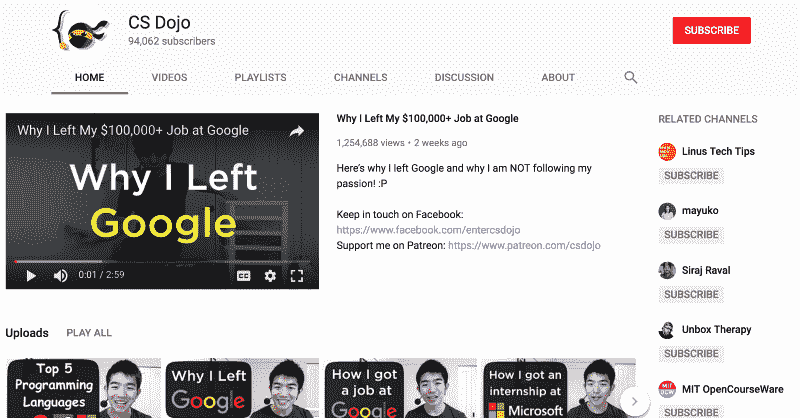 CS Dojo
94,062 subscribers
SUBSCRIBE
HOME VIDEOS PLAYLISTS CHANNELS DISCUSSION ABOUT
Why I Left My $100,000+ Job at Google
Why I Left
Google
0:01 / 2:59
CC
Why I Left My $100,000+ Job at Google
1,254,688 views • 2 weeks ago
Here's why I left Google and why I am NOT following my
passion! :P
Keep in touch on Facebook:
https://www.facebook.com/entercsdojo
Support me on Patreon: https://www.patreon.com/csdojo
RELATED CHANNELS
Linus Tech Tips
SUBSCRIBE
mayuko
SUBSCRIBE
Siraj Raval
SUBSCRIBE
Unbox Therapy
SUBSCRIBE
MIT OpenCourseWare
SUBSCRIBE
Uploads PLAY ALL
Top 5
Programming
Languages
Why I Left
Google
How I got
a job at
Google
How I got an
internship at
Microsoft